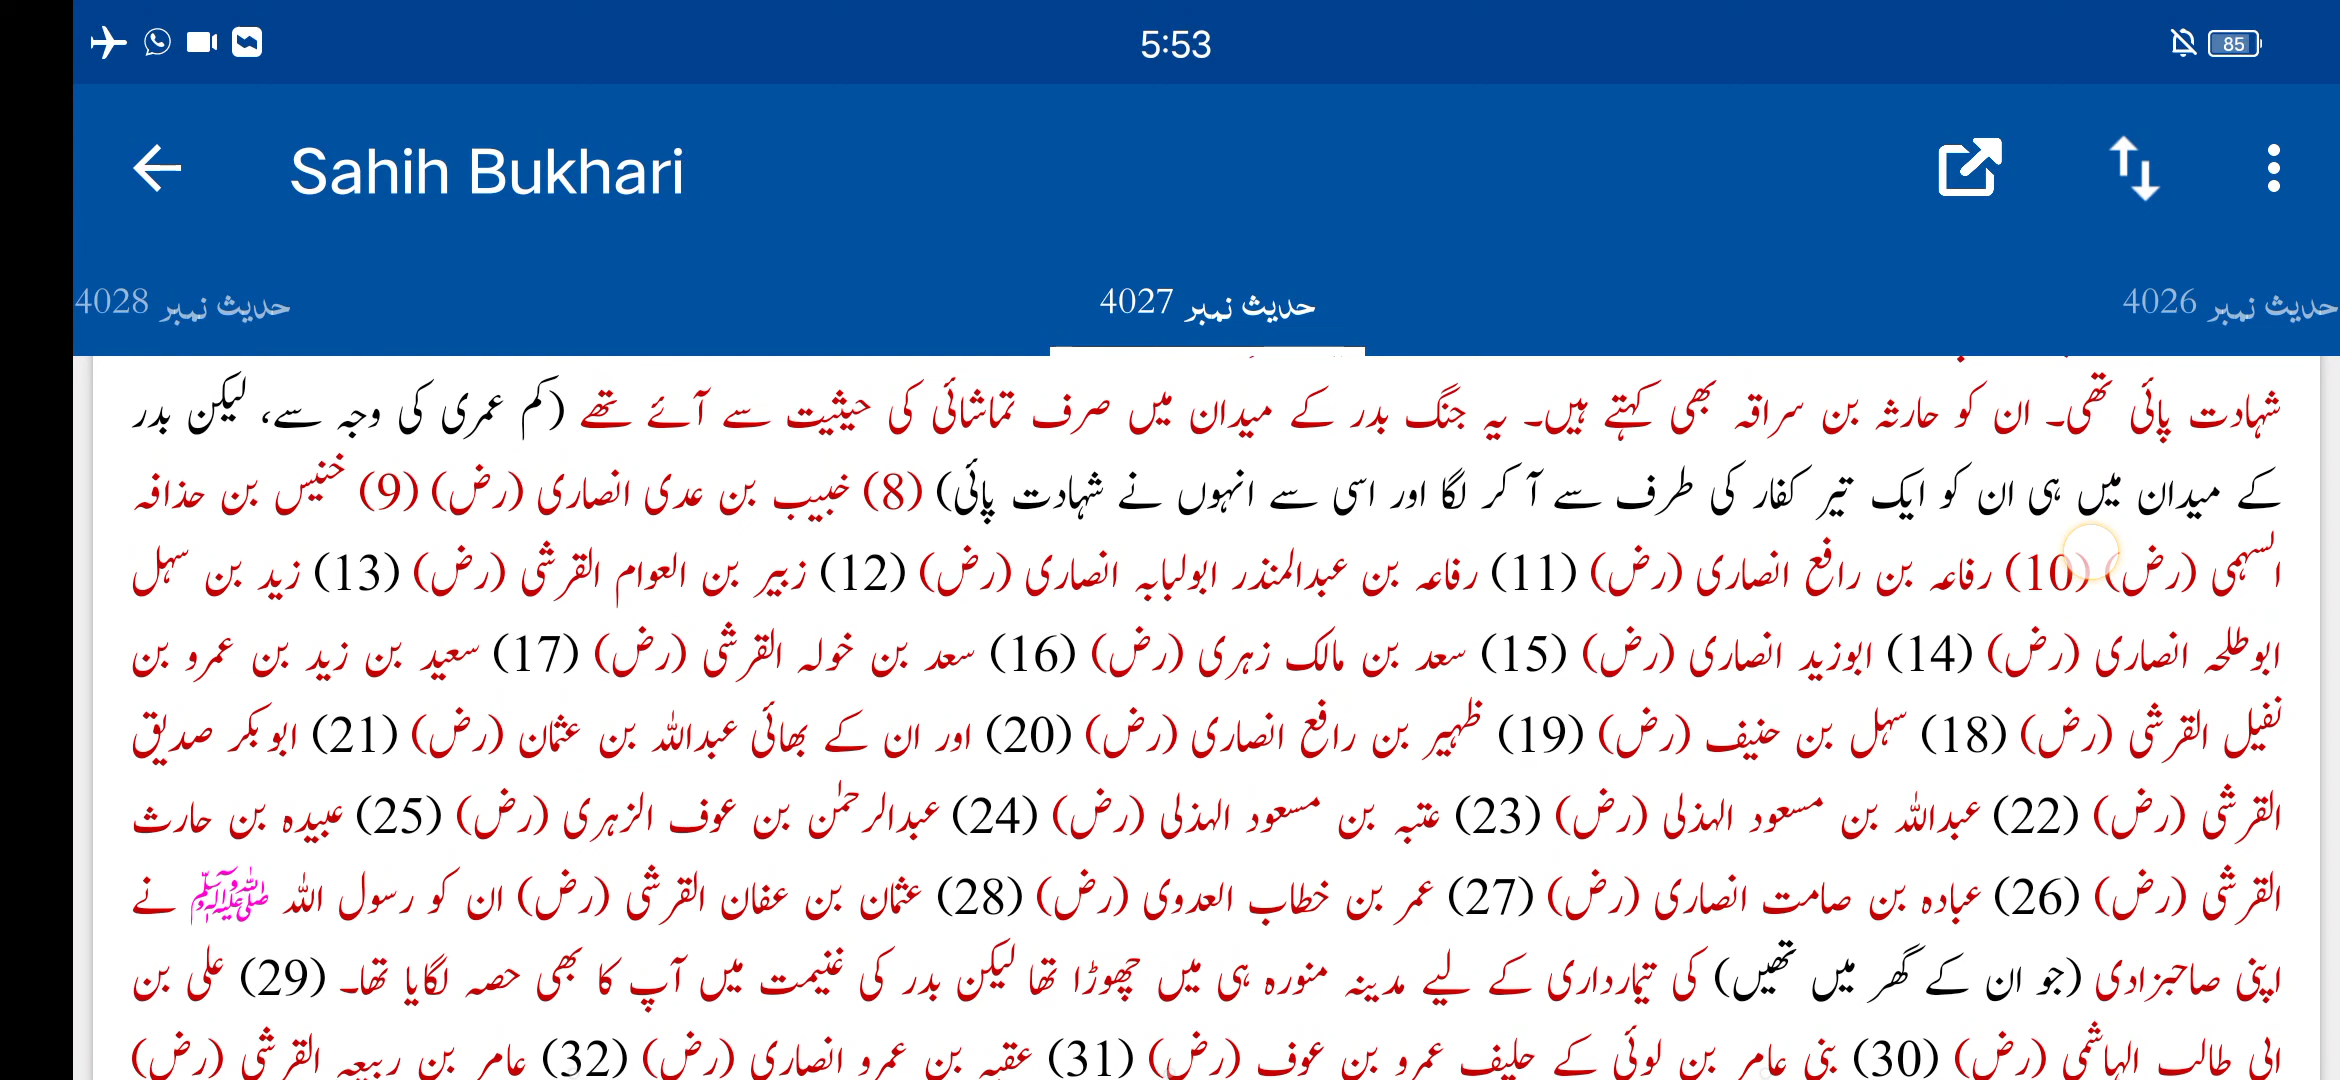 5:53
85
Sahih Bukhari
حدیث نمبر 4026
حدیث نمبر 4027
حدیث نمبر 4028
شہادت پائی تھی۔ ان کو حارثہ بن سراقہ بھی کہتے ہیں۔ یہ جنگ بدر کے میدان میں صرف تماشائی کی حیثیت سے آئے تھے (کم عمری کی وجہ سے، لیکن بدر
کے میدان میں ہی ان کو ایک تیر کفار کی طرف سے آ کر لگا اور اسی سے انہوں نے شہادت پائی) (8) خبیب بن عدی انصاری (رض) (9) خنیس بن حذافہ
السہمی (رض) (10) رفاعہ بن رافع انصاری (رض) (11) رفاعہ بن عبدالمنذر ابولبابہ انصاری (رض) (12) زبیر بن العوام القرشی (رض) (13) زید بن سہل
ابوطلحہ انصاری (رض) (14) ابوزید انصاری (رض) (15) سعد بن مالک زہری (رض) (16) سعد بن خولہ القرشی (رض) (17) سعید بن زید بن عمرو بن
نفیل القرشی (رض) (18) سہل بن حنیف (رض) (19) ظہیر بن رافع انصاری (رض) (20) اور ان کے بھائی عبداللہ بن عثمان (رض) (21) ابوبکر صدیق
القرشی (رض) (22) عبداللہ بن مسعود الہذلی (رض) (23) عتبہ بن مسعود الہذلی (رض) (24) عبدالرحمٰن بن عوف الزہری (رض) (25) عبیدہ بن حارث
القرشی (رض) (26) عبادہ بن صامت انصاری (رض) (27) عمر بن خطاب العدوی (رض) (28) عثمان بن عفان القرشی (رض) ان کو رسول اللہ ﷺ نے
اپنی صاحبزادی (جو ان کے گھر میں تھیں) کی تیمارداری کے لیے مدینہ منورہ ہی میں چھوڑا تھا لیکن بدر کی غنیمت میں آپ کا بھی حصہ لگایا تھا۔ (29) علی بن
ابی طالب الہاشمی (رض) (30) بنی عامر بن لوئی کے حلیف عمرو بن عوف (رض) (31) عقبہ بن عمرو انصاری (رض) (32) عامر بن ربیعہ القرشی (رض)